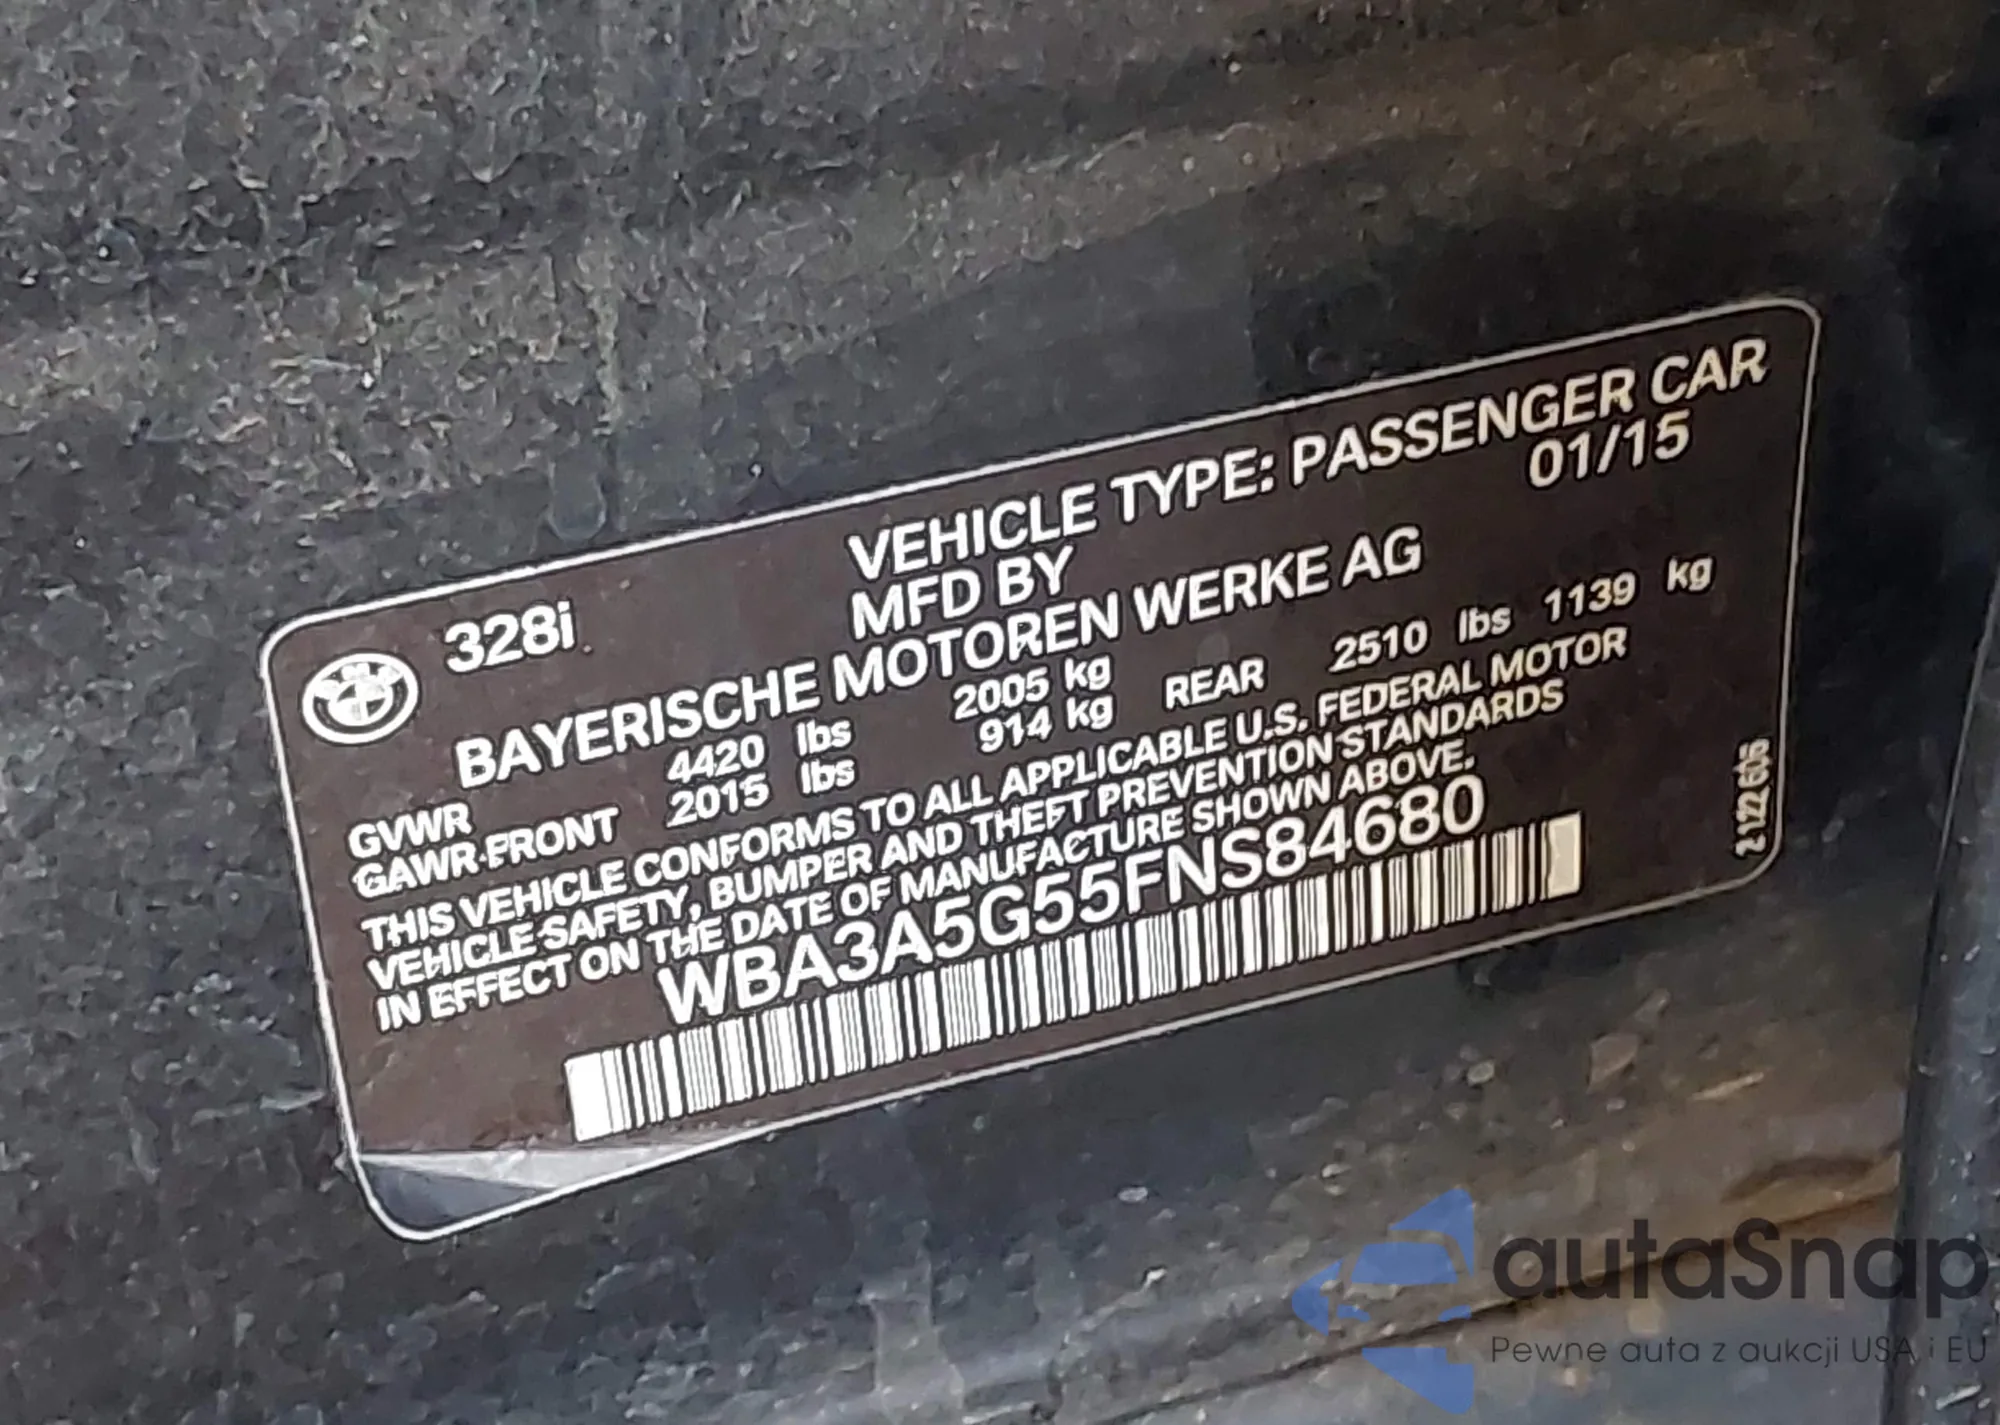 VEHICLE TYPE: PASSENGER CAR
328i MFD BY 01/15
BAYERISCHE MOTOREN WERKE AG
GVWR 4420 lbs 2005 kg
GAWR-FRONT 2015 lbs 914 kg REAR 2510 lbs 1139 kg
THIS VEHICLE CONFORMS TO ALL APPLICABLE U.S. FEDERAL MOTOR
VEHICLE SAFETY, BUMPER AND THEFT PREVENTION STANDARDS
IN EFFECT ON THE DATE OF MANUFACTURE SHOWN ABOVE.
WBA3A5G55FNS84680
2122605
autaSnap
Pewne auta z aukcji USA i EU